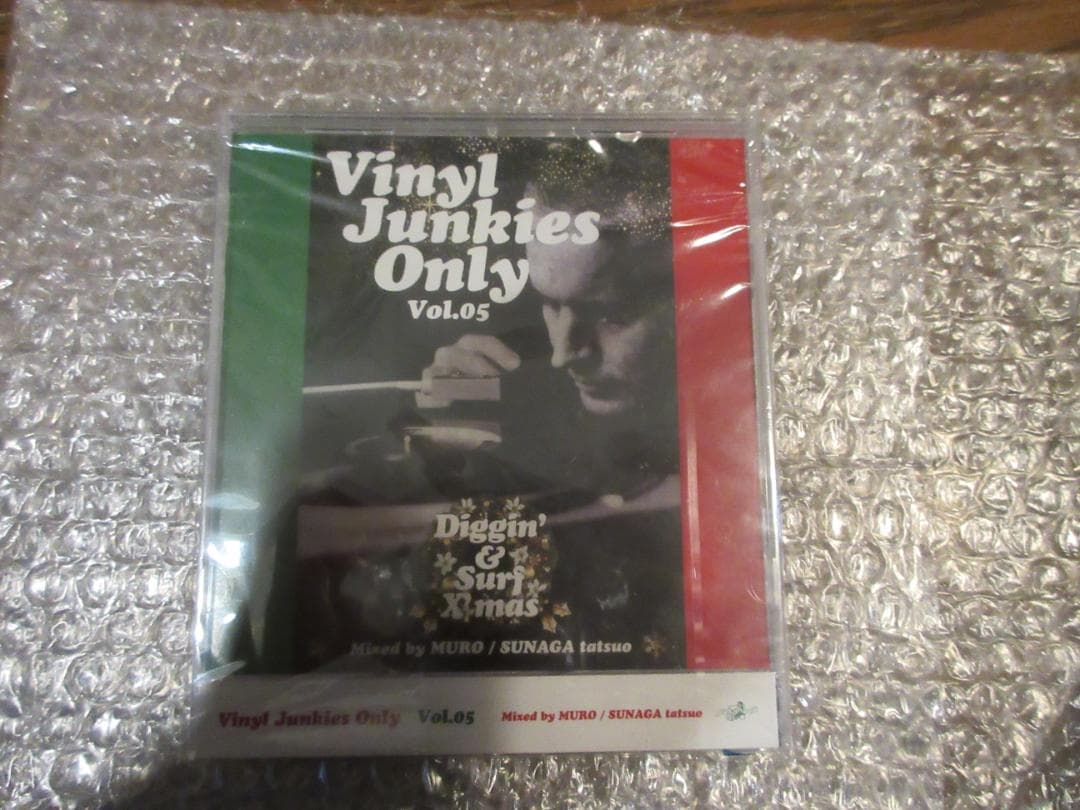 Vinyl
Junkies
Only
Vol.05
Diggin'
&
Surf
X'mas
Mixed by MURO / SUNAGA tatsuo
Vinyl Junkies Only Vol.05 Mixed by MURO / SUNAGA tatsuo